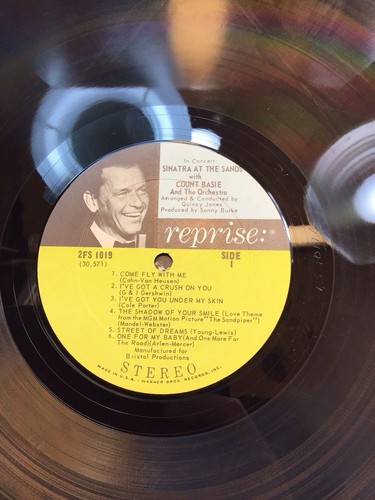 In Concert
SINATRA AT THE SANDS
with
COUNT BASIE
And The Orchestra
Arranged & Conducted by
Quincy Jones
Produced by Sonny Burke
reprise:®
2FS 1019
(30,571)
SIDE
1
1. COME FLY WITH ME
(Cahn-Van Heusen)
2. I'VE GOT A CRUSH ON YOU
(G & I Gershwin)
3. I'VE GOT YOU UNDER MY SKIN
(Cole Porter)
4. THE SHADOW OF YOUR SMILE (Love Theme
from the MGM Motion Picture "The Sandpiper")
(Mandel-Webster)
5. STREET OF DREAMS (Young-Lewis)
6. ONE FOR MY BABY (And One More For
The Road) (Arlen-Mercer)
Manufactured for
Bristol Productions
STEREO
MADE IN U.S.A. · WARNER BROS. RECORDS, INC.